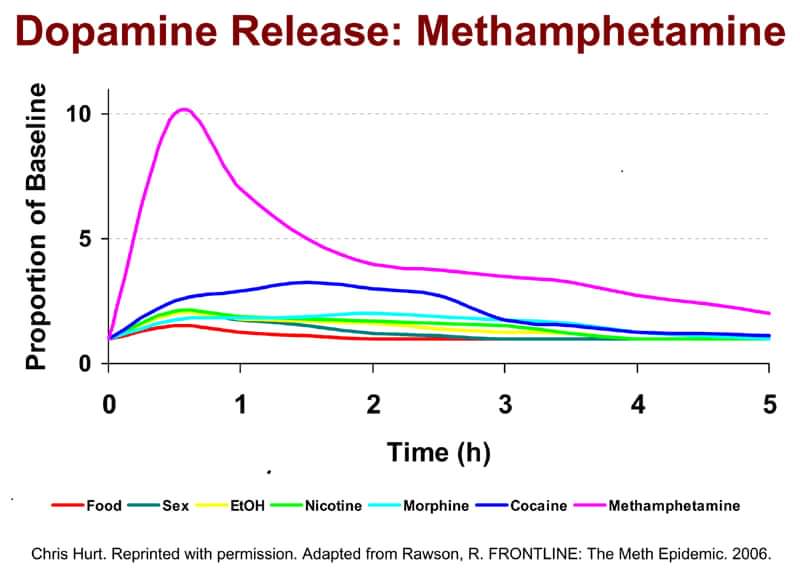 Dopamine Release: Methamphetamine
Proportion of Baseline
10
5
0
0 1 2 3 4 5
Time (h)
Food Sex EtOH Nicotine Morphine Cocaine Methamphetamine
Chris Hurt. Reprinted with permission. Adapted from Rawson, R. FRONTLINE: The Meth Epidemic. 2006.